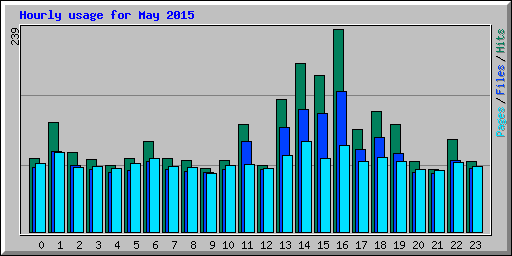 Hourly usage for May 2015
239
Pages / Files / Hits
0 1 2 3 4 5 6 7 8 9 10 11 12 13 14 15 16 17 18 19 20 21 22 23